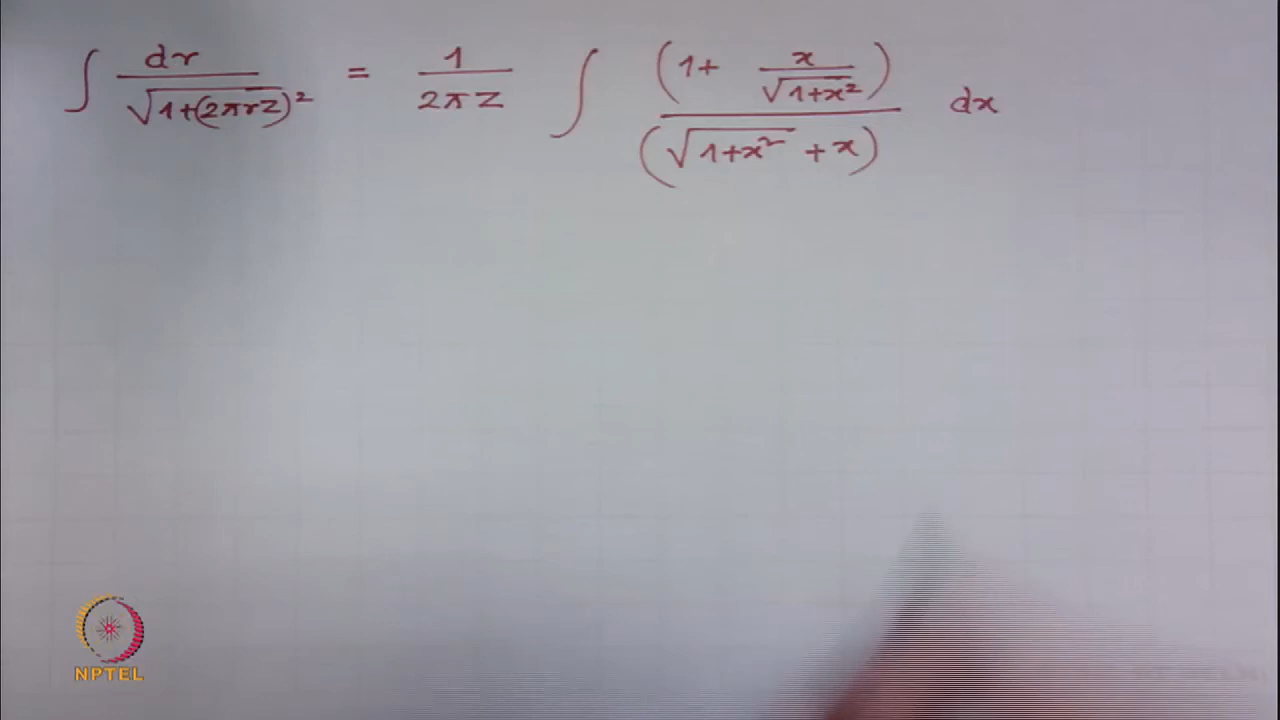 ∫ dr / √(1+(2πrz)²) = 1 / 2πz ∫ (1 + x / √(1+x²)) / (√(1+x²) + x) dx
NPTEL